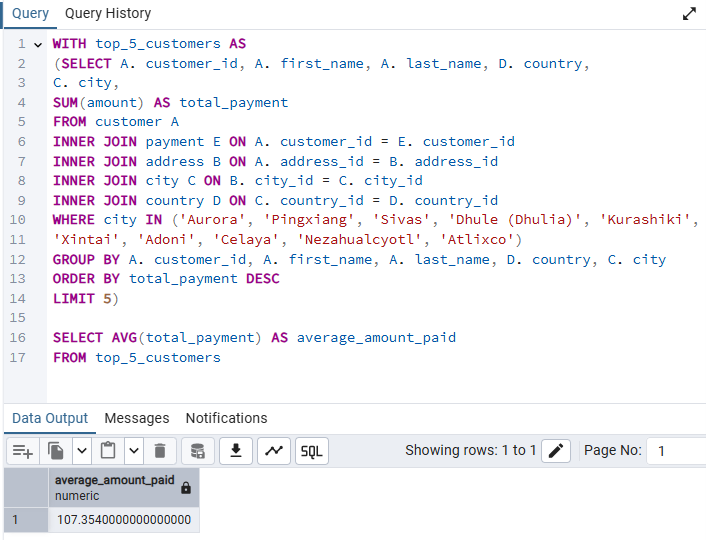 Query Query History
1 WITH top_5_customers AS
2 (SELECT A. customer_id, A. first_name, A. last_name, D. country,
3 C. city,
4 SUM(amount) AS total_payment
5 FROM customer A
6 INNER JOIN payment E ON A. customer_id = E. customer_id
7 INNER JOIN address B ON A. address_id = B. address_id
8 INNER JOIN city C ON B. city_id = C. city_id
9 INNER JOIN country D ON C. country_id = D. country_id
10 WHERE city IN ('Aurora', 'Pingxiang', 'Sivas', 'Dhule (Dhulia)', 'Kurashiki',
11 'Xintai', 'Adoni', 'Celaya', 'Nezahualcyotl', 'Atlixco')
12 GROUP BY A. customer_id, A. first_name, A. last_name, D. country, C. city
13 ORDER BY total_payment DESC
14 LIMIT 5)
15
16 SELECT AVG(total_payment) AS average_amount_paid
17 FROM top_5_customers
Data Output Messages Notifications
SQL Showing rows: 1 to 1 Page No: 1
average_amount_paid
numeric
1 107.3540000000000000